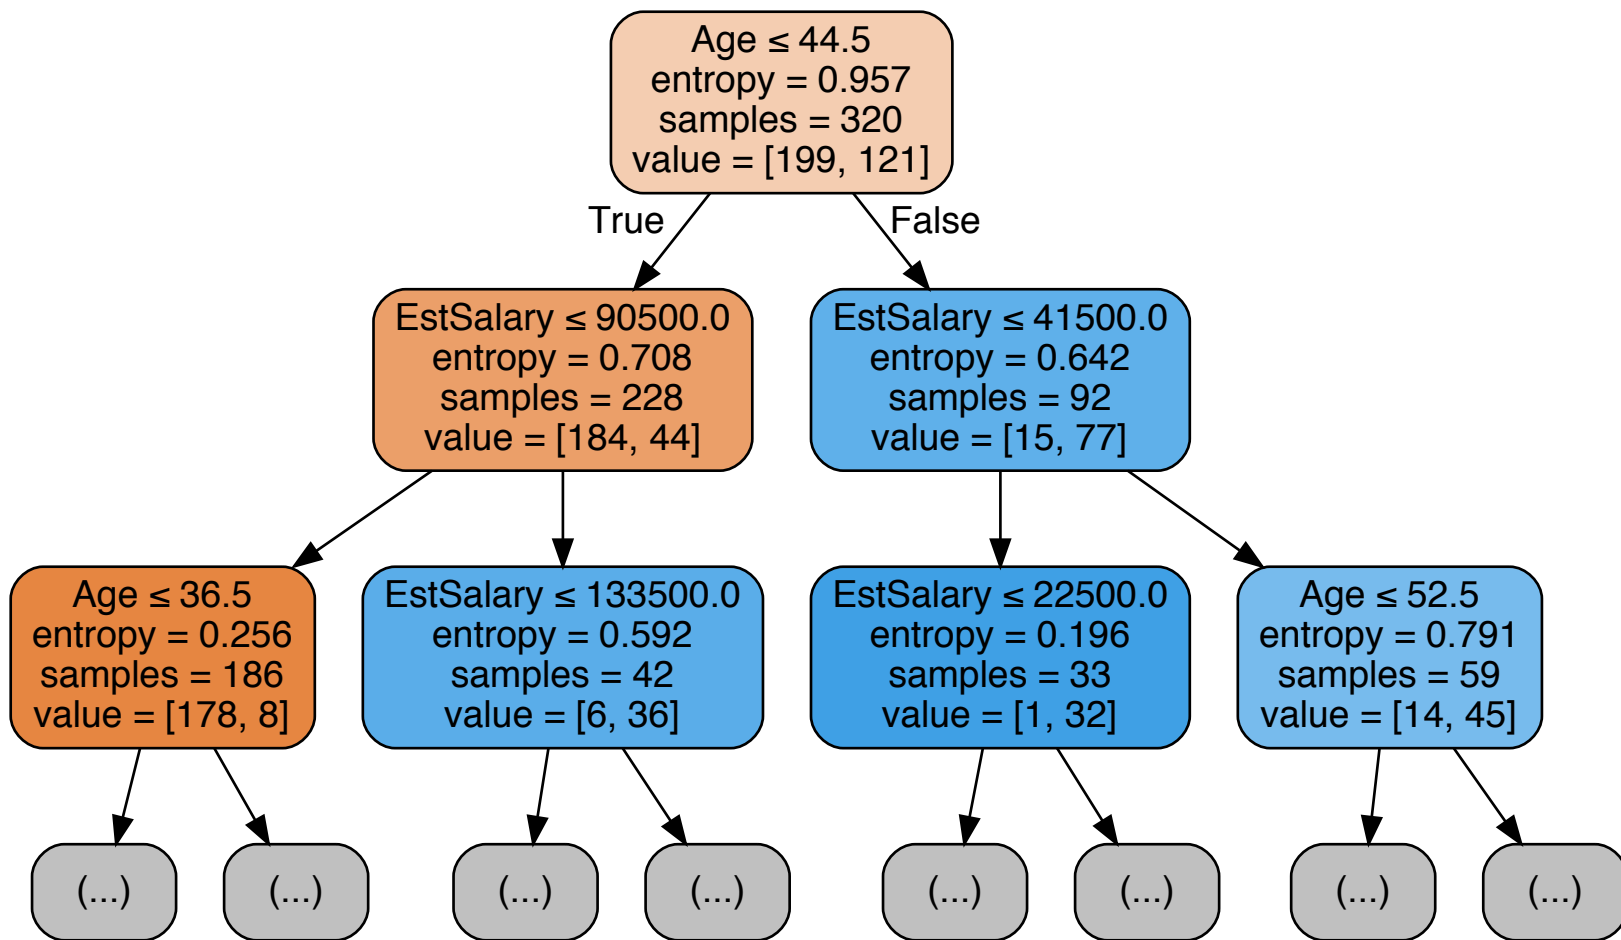 Age ≤ 44.5
entropy = 0.957
samples = 320
value = [199, 121]
True
False
EstSalary ≤ 90500.0
entropy = 0.708
samples = 228
value = [184, 44]
EstSalary ≤ 41500.0
entropy = 0.642
samples = 92
value = [15, 77]
Age ≤ 36.5
entropy = 0.256
samples = 186
value = [178, 8]
EstSalary ≤ 133500.0
entropy = 0.592
samples = 42
value = [6, 36]
EstSalary ≤ 22500.0
entropy = 0.196
samples = 33
value = [1, 32]
Age ≤ 52.5
entropy = 0.791
samples = 59
value = [14, 45]
(...)
(...)
(...)
(...)
(...)
(...)
(...)
(...)